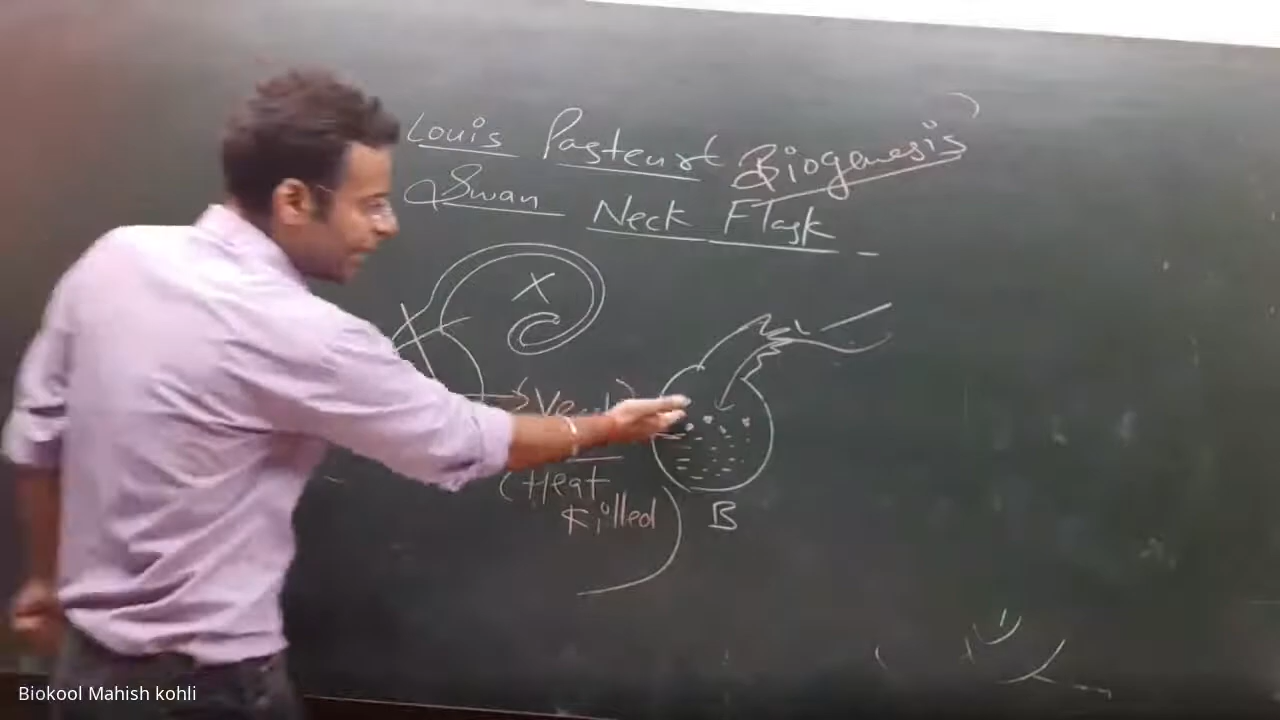 Louis Pasteur Biogenesis
Swan Neck Flask
X
(Heat
Killed)
B
Biokool Mahish kohli